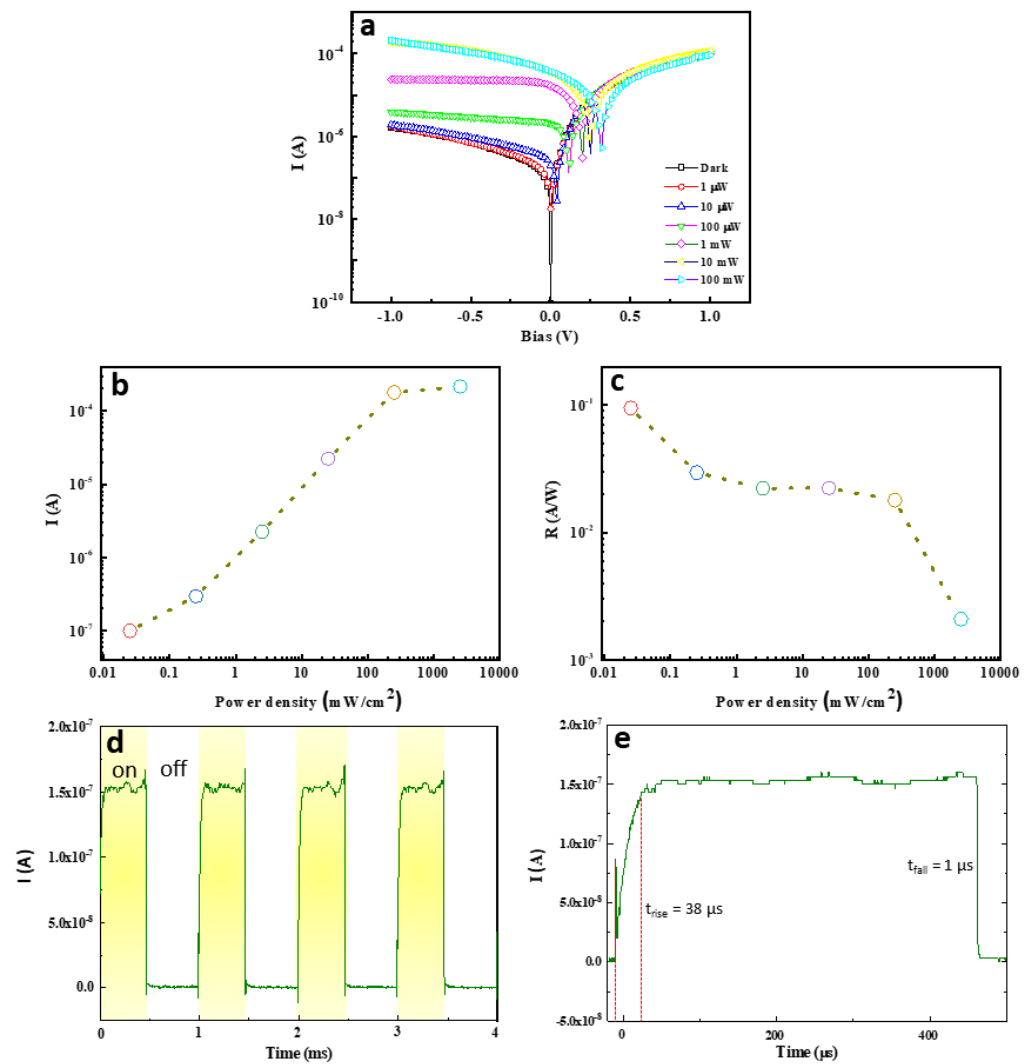 a
10⁻⁴
10⁻⁶
10⁻⁸
10⁻¹⁰
I (A)
Dark
1 μW
10 μW
100 μW
1 mW
10 mW
100 mW
-1.0 -0.5 0.0 0.5 1.0
Bias (V)
b
10⁻⁴
10⁻⁵
10⁻⁶
10⁻⁷
I (A)
0.01 0.1 1 10 100 1000 10000
Power density (mW/cm²)
c
10⁻¹
10⁻²
10⁻³
R (A/W)
0.01 0.1 1 10 100 1000 10000
Power density (mW/cm²)
d
on off
2.0x10⁻⁷
1.5x10⁻⁷
1.0x10⁻⁷
5.0x10⁻⁸
0.0
I (A)
0 1 2 3 4
Time (ms)
e
2.0x10⁻⁷
1.5x10⁻⁷
1.0x10⁻⁷
5.0x10⁻⁸
0.0
-5.0x10⁻⁸
I (A)
t_fall = 1 μs
t_rise = 38 μs
0 200 400
Time (μs)